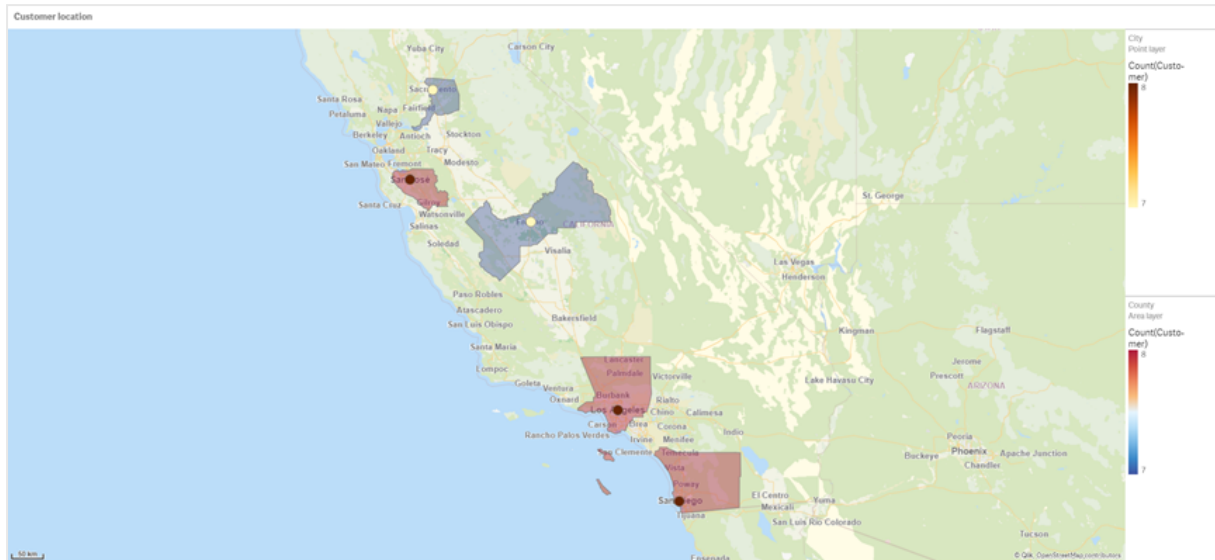 Customer location
Yuba City
Carson City
Santa Rosa
Napa
Fairfield
Petaluma
Vallejo
Berkeley
Antioch
Stockton
Oakland
Tracy
San Mateo
Fremont
Modesto
Gilroy
Santa Cruz
Watsonville
Salinas
Soledad
CALIFORNIA
Visalia
St. George
Las Vegas
Henderson
Paso Robles
Atascadero
San Luis Obispo
Bakersfield
Santa Maria
Lompoc
Kingman
Flagstaff
Lancaster
Palmdale
Victorville
Goleta
Ventura
Oxnard
Burbank
Rialto
Lake Havasu City
Jerome
Prescott
ARIZONA
Chino
Calimesa
Carson
Brea
Corona
Rancho Palos Verdes
Irvine
Menifee
Indio
San Clemente
Temecula
Vista
Poway
Peoria
Buckeye
Phoenix
Apache Junction
Chandler
Tijuana
El Centro
Mexicali
Yuma
San Luis Rio Colorado
Tucson
Ensenada
50 km
© Qlik, OpenStreetMap contributors
City
Point layer
Count(Custo-
mer)
8
7
County
Area layer
Count(Custo-
mer)
8
7